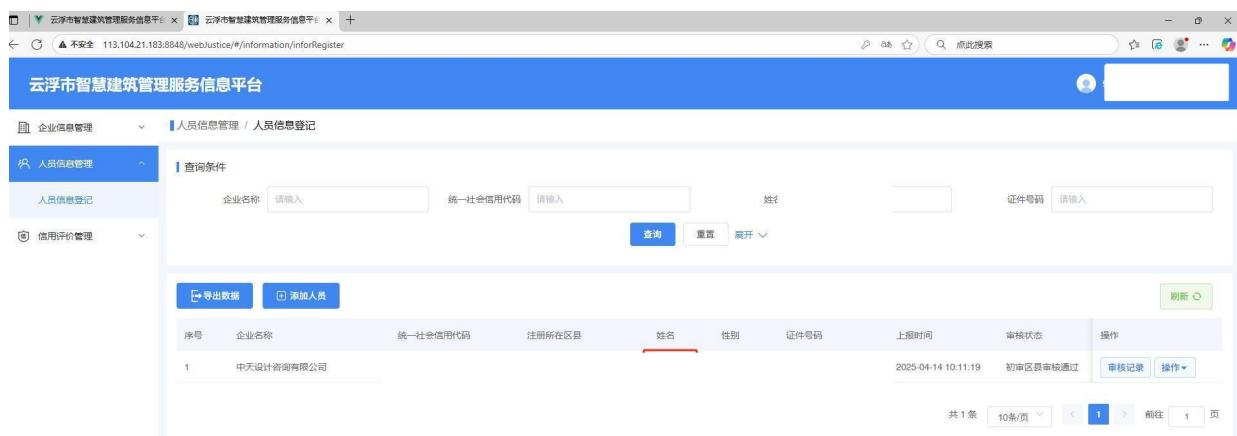 云浮市智慧建筑管理服务信息平台 云浮市智慧建筑管理服务信息平台
不安全 113.104.21.183:8848/webJustice/#/information/inforRegister 点此搜索
云浮市智慧建筑管理服务信息平台
企业信息管理 人员信息管理 / 人员信息登记
人员信息管理 查询条件
人员信息登记 企业名称 请输入 统一社会信用代码 请输入 姓名 证件号码 请输入
信用评价管理 查询 重置 展开
导出数据 添加人员 刷新
序号 企业名称 统一社会信用代码 注册所在区县 姓名 性别 证件号码 上报时间 审核状态 操作
1 中天设计咨询有限公司 2025-04-14 10:11:19 初审区县审核通过 审核记录 操作
共 1 条 10条/页 1 前往 1 页